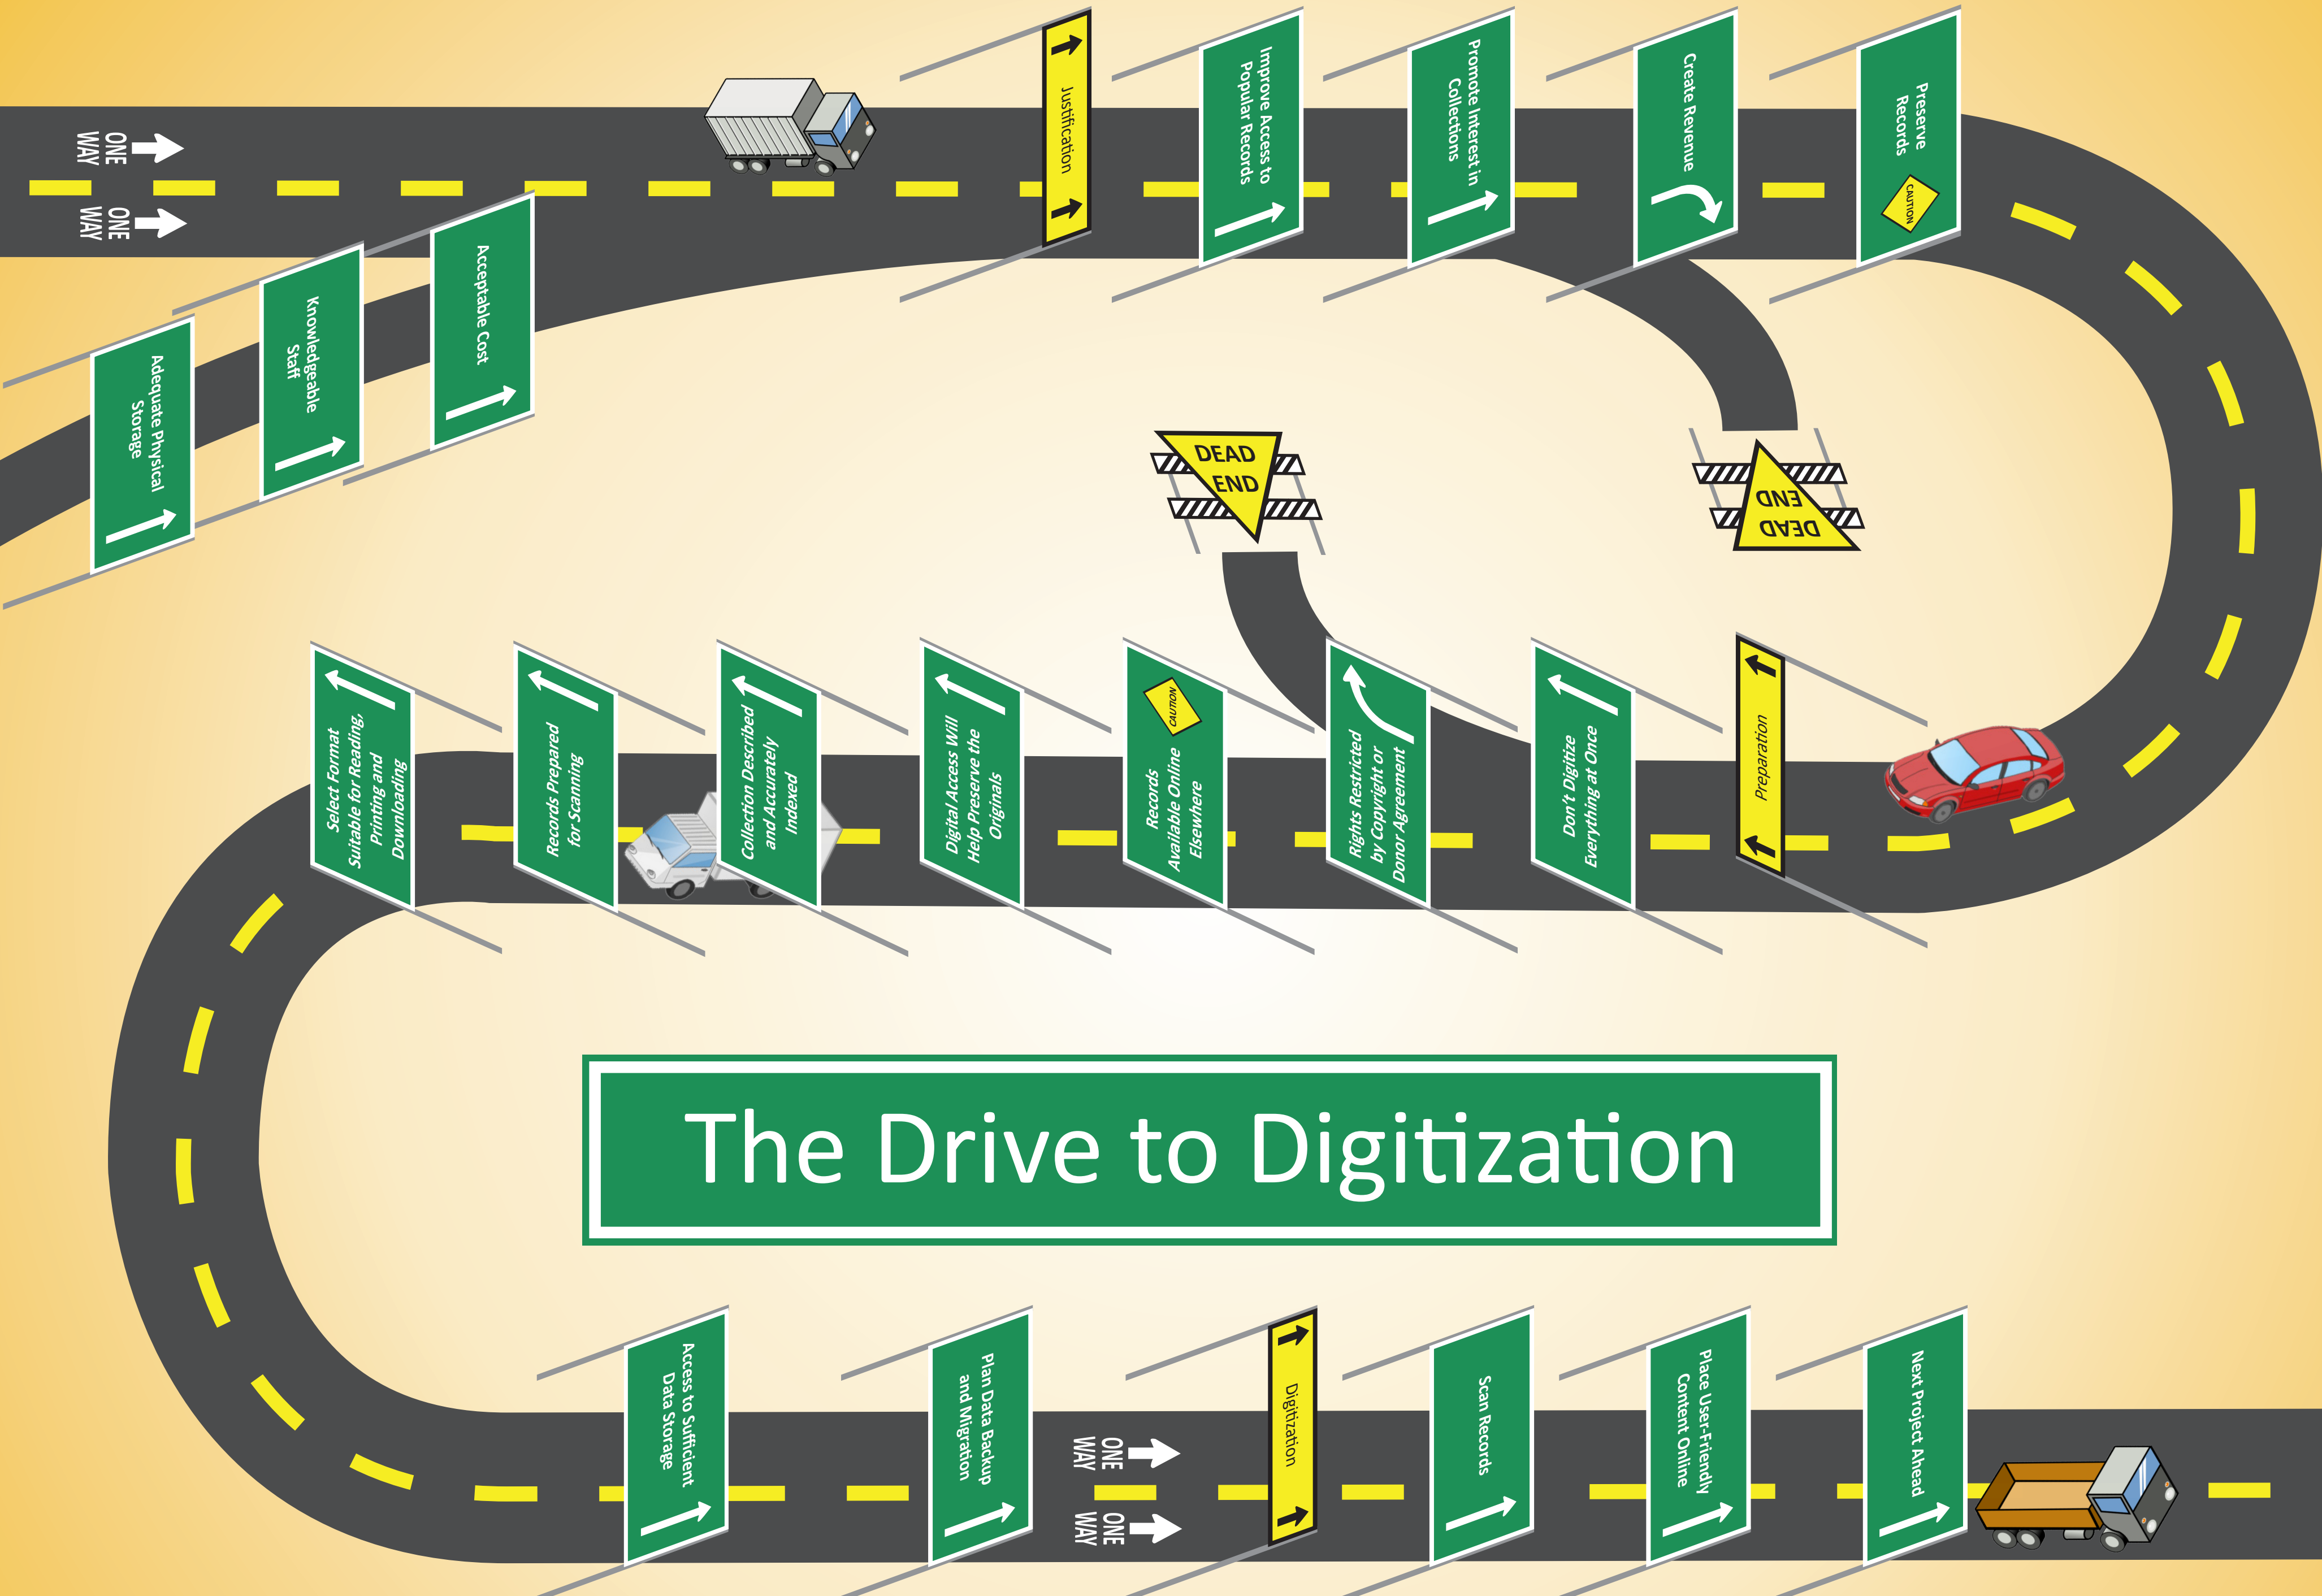 ONE
WAY
ONE
WAY
Adequate Physical
Storage
Knowledgeable
Staff
Acceptable Cost
Justification
Improve Access to
Popular Records
Promote Interest in
Collections
Create Revenue
DEAD
END
Preserve
Records
CAUTION
Preparation
Don't Digitize
Everything at Once
Rights Restricted
by Copyright or
Donor Agreement
DEAD
END
Records
Available Online
Elsewhere
CAUTION
Digital Access Will
Help Preserve the
Originals
Collection Described
and Accurately
Indexed
Records Prepared
for Scanning
Select Format
Suitable for Reading,
Printing and
Downloading
The Drive to Digitization
Access to Sufficient
Data Storage
Plan Data Backup
and Migration
ONE
WAY
ONE
WAY
Digitization
Scan Records
Place User-Friendly
Content Online
Next Project Ahead